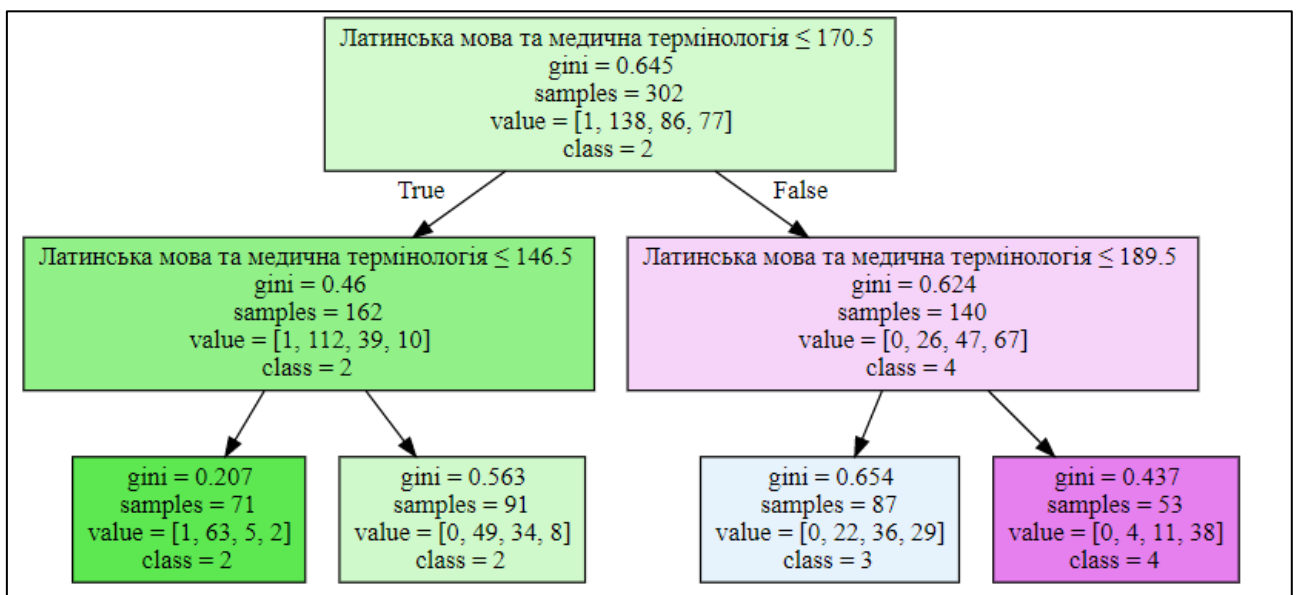 Латинська мова та медична термінологія ≤ 170.5
gini = 0.645
samples = 302
value = [1, 138, 86, 77]
class = 2
True
False
Латинська мова та медична термінологія ≤ 146.5
gini = 0.46
samples = 162
value = [1, 112, 39, 10]
class = 2
Латинська мова та медична термінологія ≤ 189.5
gini = 0.624
samples = 140
value = [0, 26, 47, 67]
class = 4
gini = 0.207
samples = 71
value = [1, 63, 5, 2]
class = 2
gini = 0.563
samples = 91
value = [0, 49, 34, 8]
class = 2
gini = 0.654
samples = 87
value = [0, 22, 36, 29]
class = 3
gini = 0.437
samples = 53
value = [0, 4, 11, 38]
class = 4